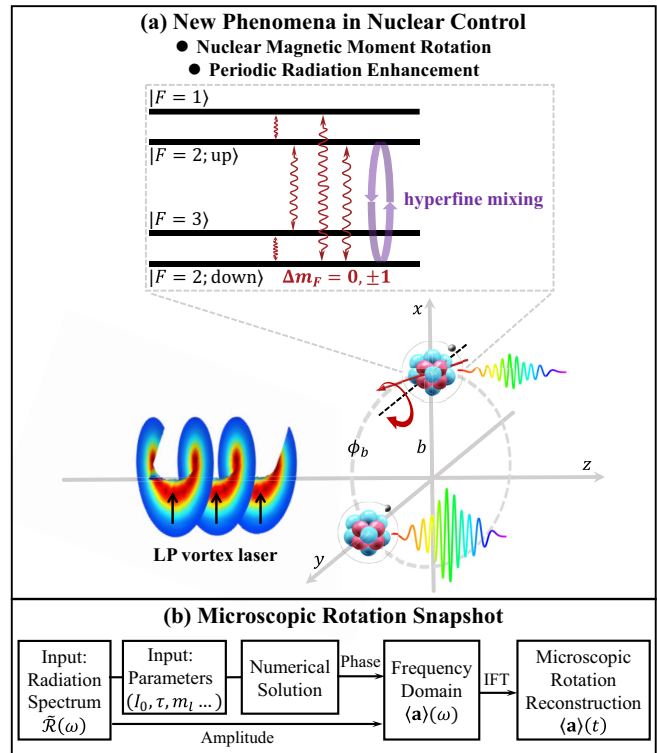 (a) New Phenomena in Nuclear Control
● Nuclear Magnetic Moment Rotation
● Periodic Radiation Enhancement
|F = 1⟩
|F = 2; up⟩
hyperfine mixing
|F = 3⟩
|F = 2; down⟩ Δm_F = 0, ±1
x
ϕ_b b
z
LP vortex laser
y
(b) Microscopic Rotation Snapshot
Input:
Radiation
Spectrum
ℛ̃(ω)
Input:
Parameters
(I₀, τ, m_l ...)
Numerical
Solution
Phase
Amplitude
Frequency
Domain
⟨a⟩(ω)
IFT
Microscopic
Rotation
Reconstruction
⟨a⟩(t)